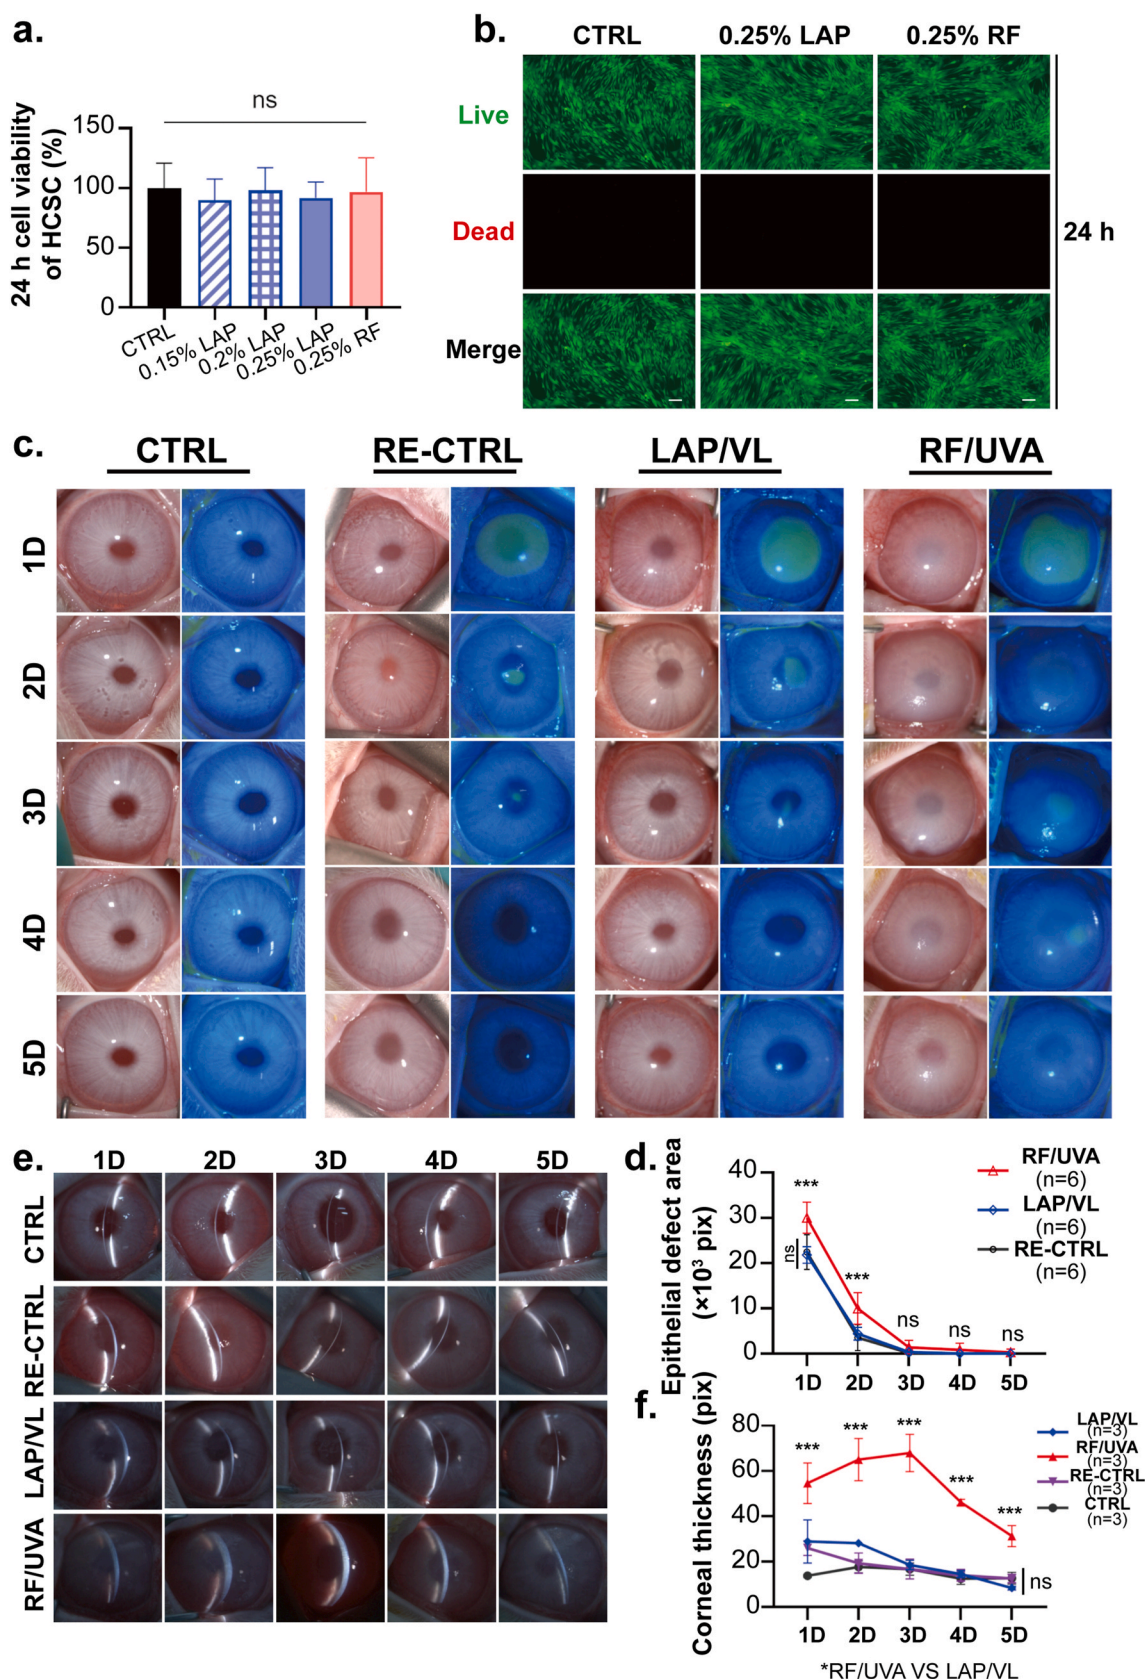 a.
24 h cell viability
of HCSC (%)
ns
150
100
50
0
CTRL
0.15% LAP
0.2% LAP
0.25% LAP
0.25% RF
b.
CTRL
0.25% LAP
0.25% RF
Live
Dead
Merge
24 h
c.
CTRL
RE-CTRL
LAP/VL
RF/UVA
1D
2D
3D
4D
5D
e.
1D
2D
3D
4D
5D
CTRL
RE-CTRL
LAP/VL
RF/UVA
d.
Epithelial defect area
(×10³ pix)
40
30
20
10
0
***
ns
***
ns
ns
ns
1D
2D
3D
4D
5D
RF/UVA
(n=6)
LAP/VL
(n=6)
RE-CTRL
(n=6)
f.
Corneal thickness (pix)
80
60
40
20
0
***
***
***
***
***
ns
1D
2D
3D
4D
5D
LAP/VL
(n=3)
RF/UVA
(n=3)
RE-CTRL
(n=3)
CTRL
(n=3)
*RF/UVA VS LAP/VL